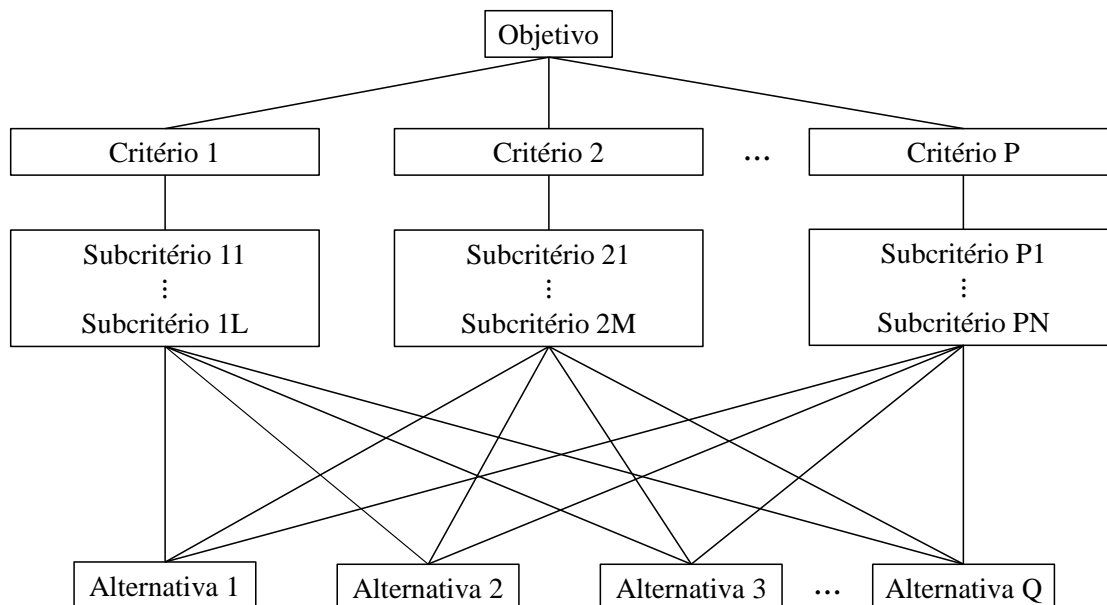 Objetivo
Critério 1
Critério 2
...
Critério P
Subcritério 11
⋮
Subcritério 1L
Subcritério 21
⋮
Subcritério 2M
Subcritério P1
⋮
Subcritério PN
Alternativa 1
Alternativa 2
Alternativa 3
...
Alternativa Q